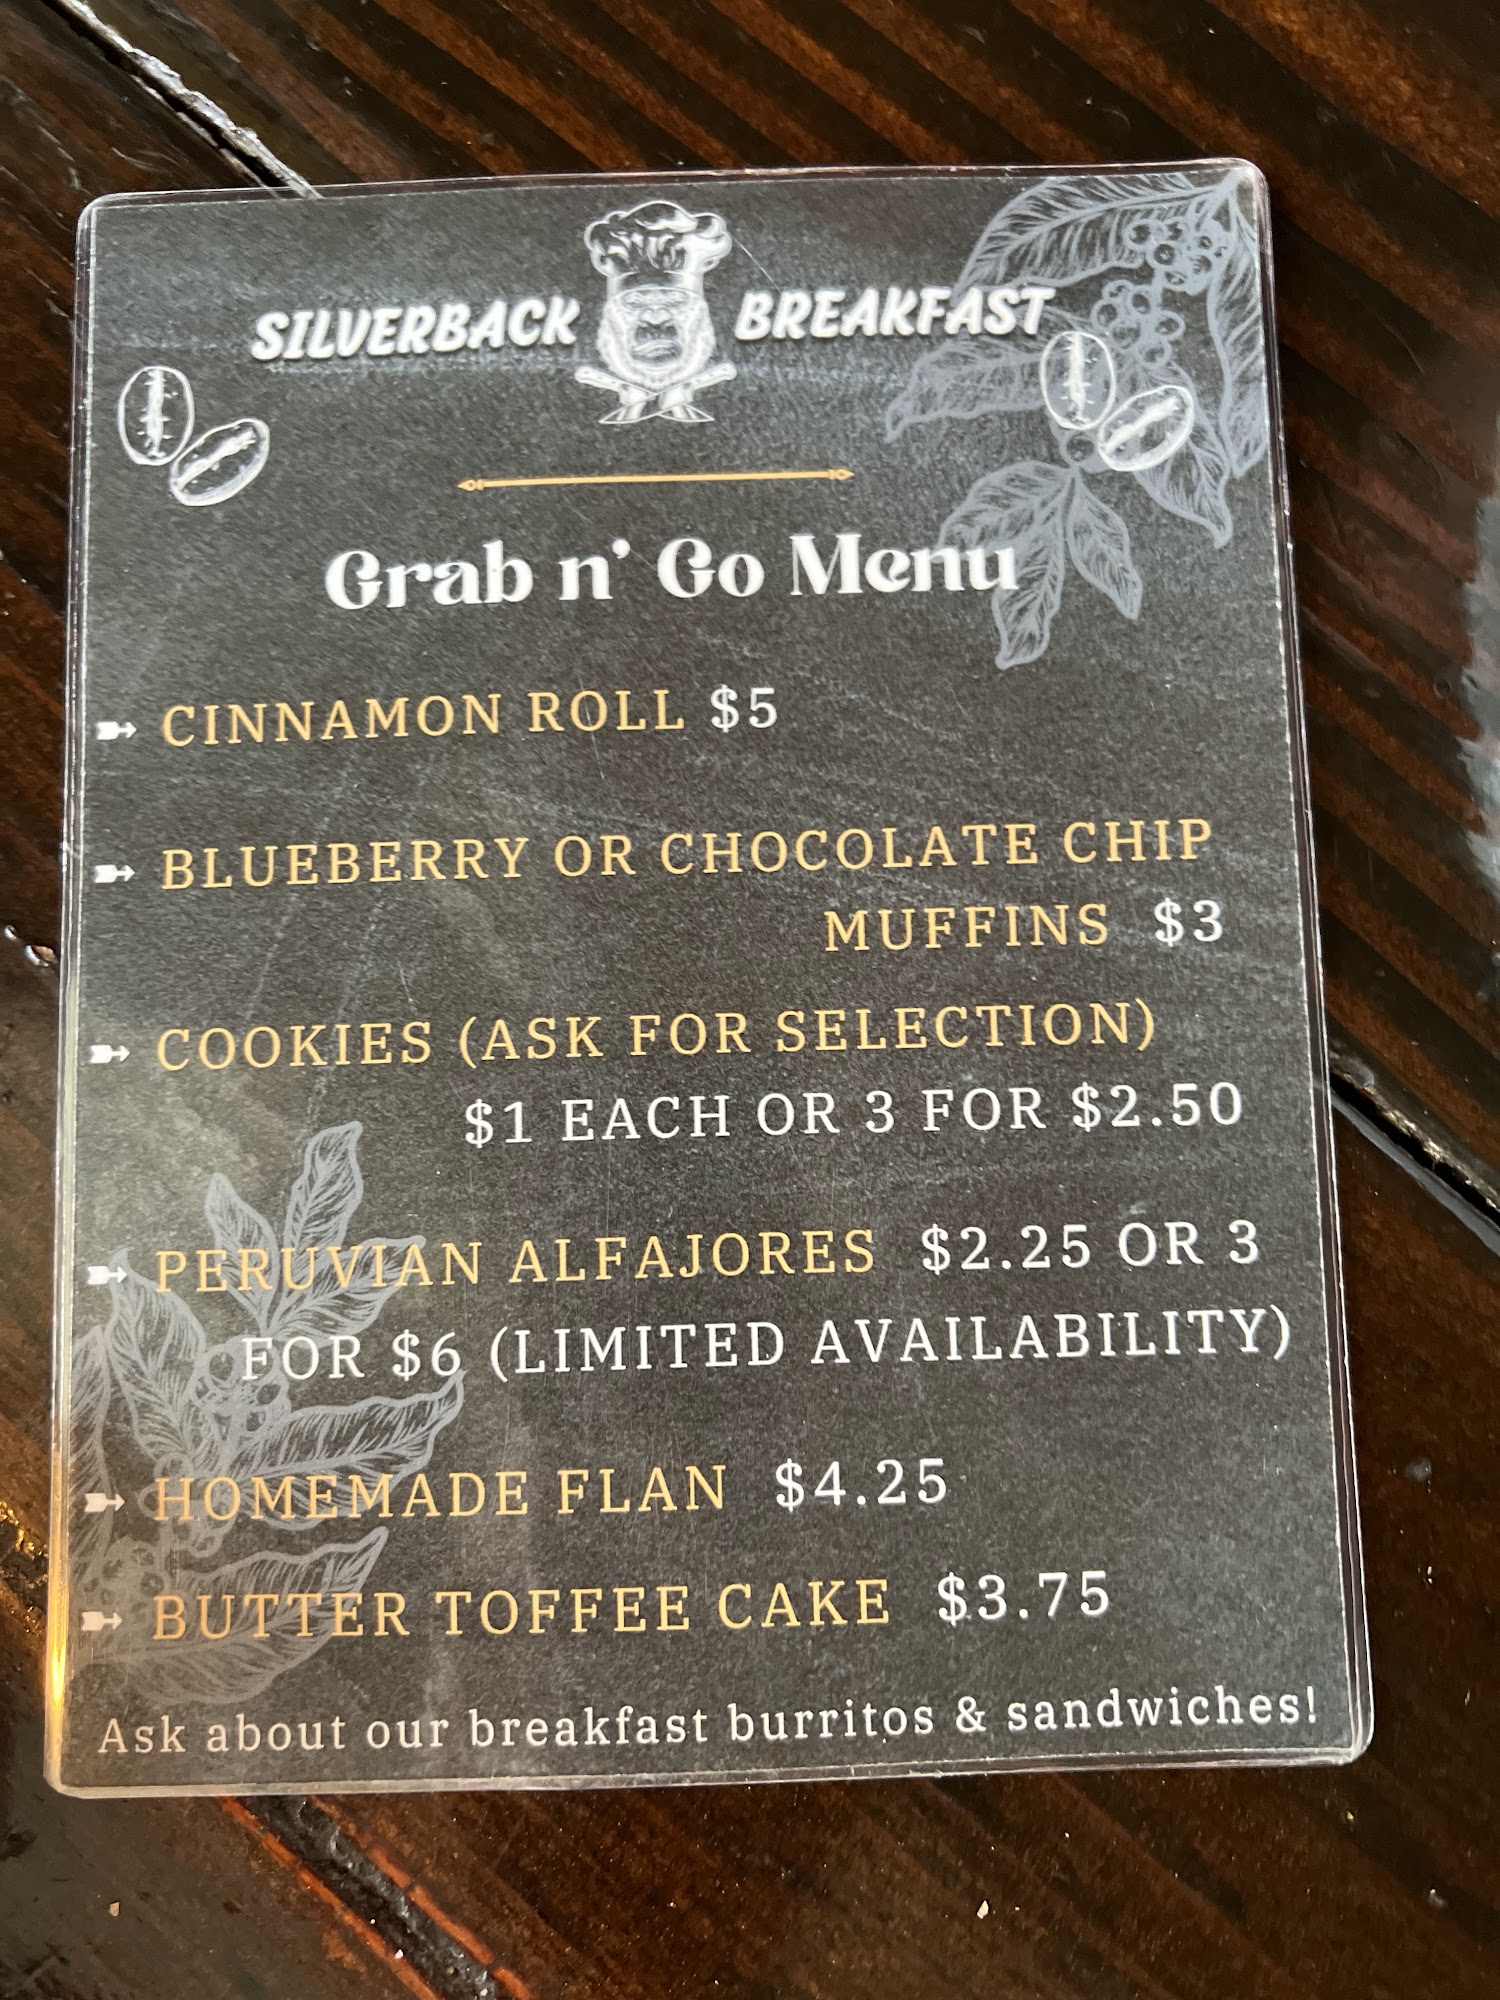 SILVERBACK BREAKFAST
Grab n' Go Menu
CINNAMON ROLL $5
BLUEBERRY OR CHOCOLATE CHIP
MUFFINS $3
COOKIES (ASK FOR SELECTION)
$1 EACH OR 3 FOR $2.50
PERUVIAN ALFAJORES $2.25 OR 3
FOR $6 (LIMITED AVAILABILITY)
HOMEMADE FLAN $4.25
BUTTER TOFFEE CAKE $3.75
Ask about our breakfast burritos & sandwiches!